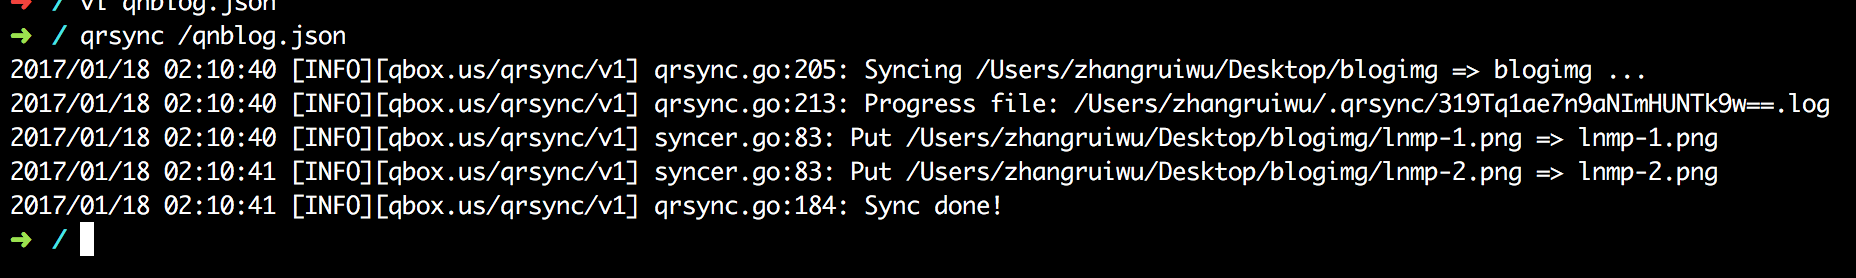 ➜ / vi qnblog.json
➜ / qrsync /qnblog.json
2017/01/18 02:10:40 [INFO][qbox.us/qrsync/v1] qrsync.go:205: Syncing /Users/zhangruiwu/Desktop/blogimg => blogimg ...
2017/01/18 02:10:40 [INFO][qbox.us/qrsync/v1] qrsync.go:213: Progress file: /Users/zhangruiwu/.qrsync/319Tq1ae7n9aNImHUNTk9w==.log
2017/01/18 02:10:40 [INFO][qbox.us/qrsync/v1] syncer.go:83: Put /Users/zhangruiwu/Desktop/blogimg/lnmp-1.png => lnmp-1.png
2017/01/18 02:10:41 [INFO][qbox.us/qrsync/v1] syncer.go:83: Put /Users/zhangruiwu/Desktop/blogimg/lnmp-2.png => lnmp-2.png
2017/01/18 02:10:41 [INFO][qbox.us/qrsync/v1] qrsync.go:184: Sync done!
➜ /